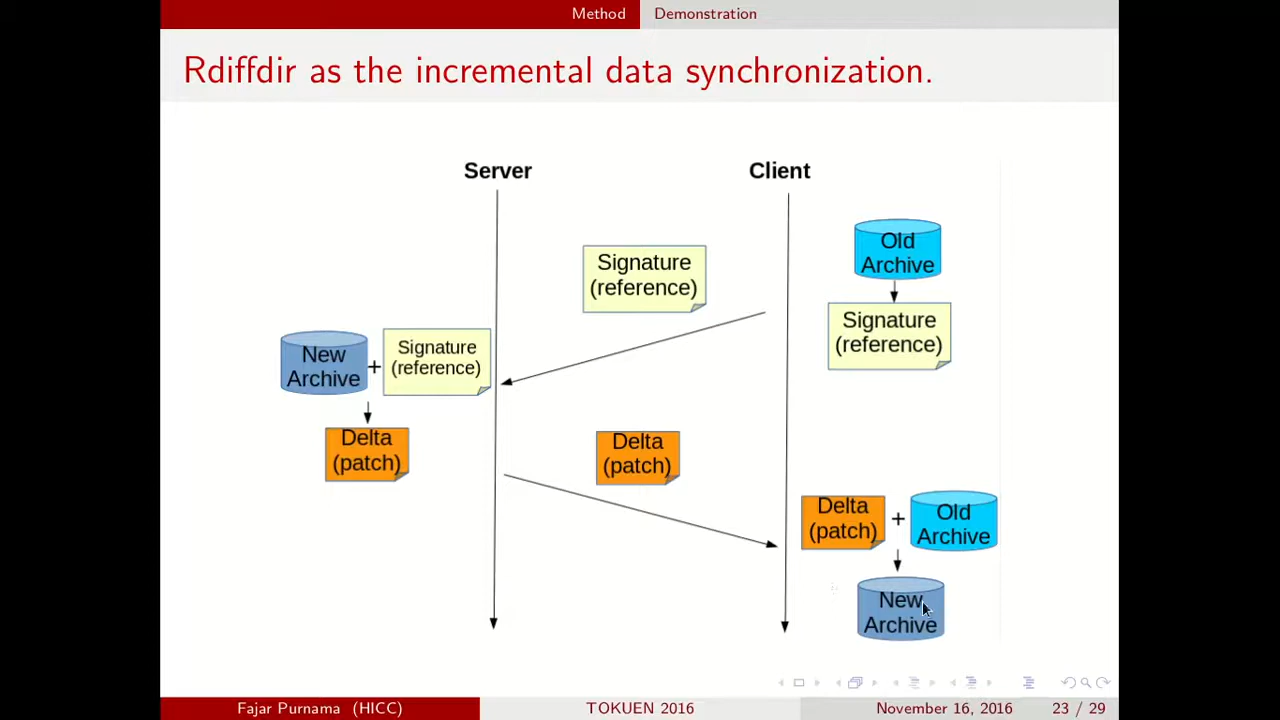 Method Demonstration
Rdiffdir as the incremental data synchronization.
Server
Client
Old
Archive
Signature
(reference)
Signature
(reference)
New
Archive
+
Signature
(reference)
Delta
(patch)
Delta
(patch)
Delta
(patch)
+
Old
Archive
New
Archive
Fajar Purnama (HICC) TOKUEN 2016 November 16, 2016 23 / 29